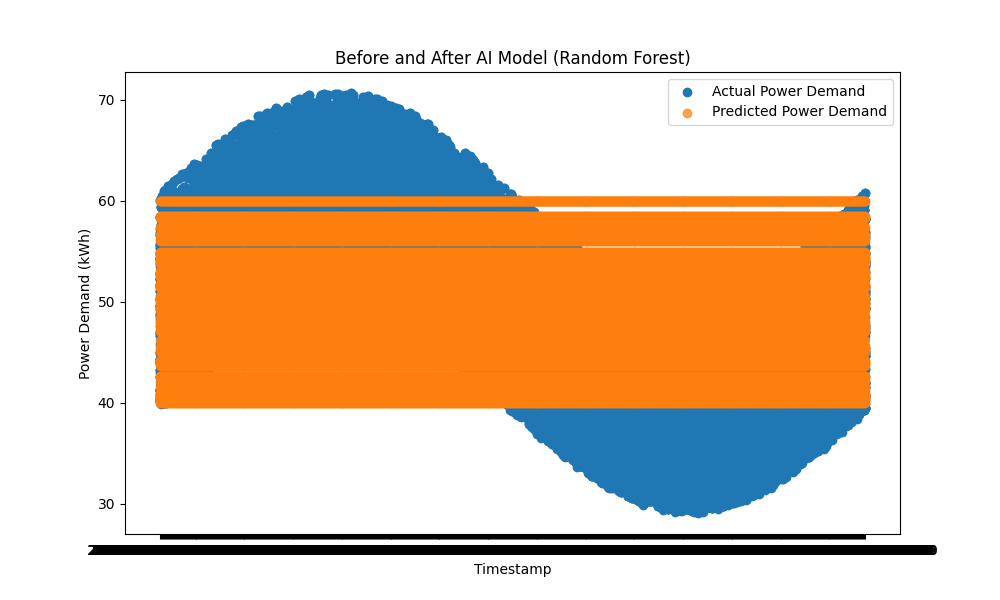 Before and After AI Model (Random Forest)
Actual Power Demand
Predicted Power Demand
70
60
50
40
30
Power Demand (kWh)
Timestamp